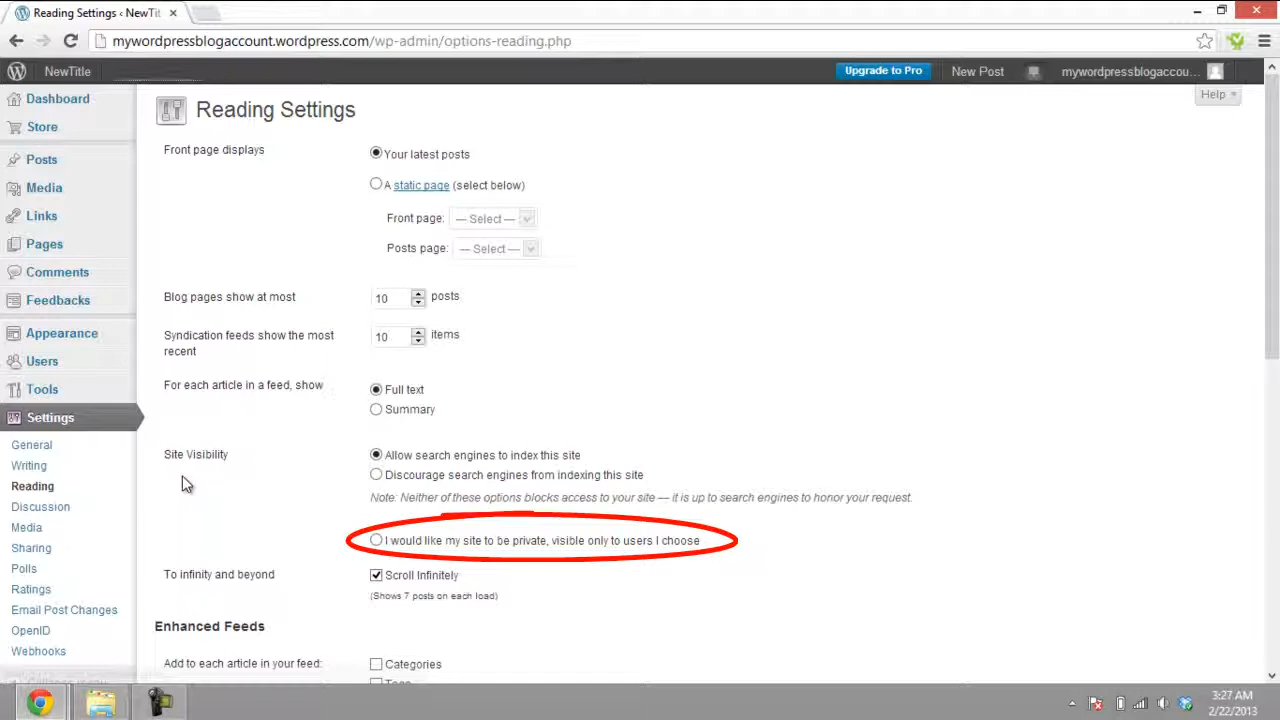 Reading Settings ‹ NewTit
mywordpressblogaccount.wordpress.com/wp-admin/options-reading.php
NewTitle
Upgrade to Pro
New Post
mywordpressblogaccou...
Help
Dashboard
Store
Posts
Media
Links
Pages
Comments
Feedbacks
Appearance
Users
Tools
Settings
General
Writing
Reading
Discussion
Media
Sharing
Polls
Ratings
Email Post Changes
OpenID
Webhooks
Reading Settings
Front page displays
Your latest posts
A static page (select below)
Front page: — Select —
Posts page: — Select —
Blog pages show at most
10 posts
Syndication feeds show the most
recent
10 items
For each article in a feed, show
Full text
Summary
Site Visibility
Allow search engines to index this site
Discourage search engines from indexing this site
Note: Neither of these options blocks access to your site — it is up to search engines to honor your request.
I would like my site to be private, visible only to users I choose
To infinity and beyond
Scroll Infinitely
(Shows 7 posts on each load)
Enhanced Feeds
Add to each article in your feed:
Categories
Tags
3:27 AM
2/22/2013